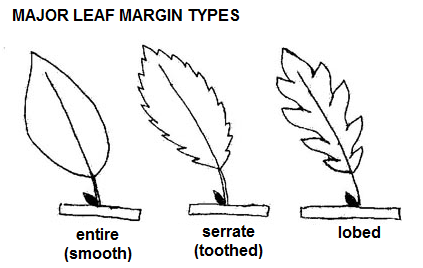 MAJOR LEAF MARGIN TYPES
entire
(smooth)
serrate
(toothed)
lobed